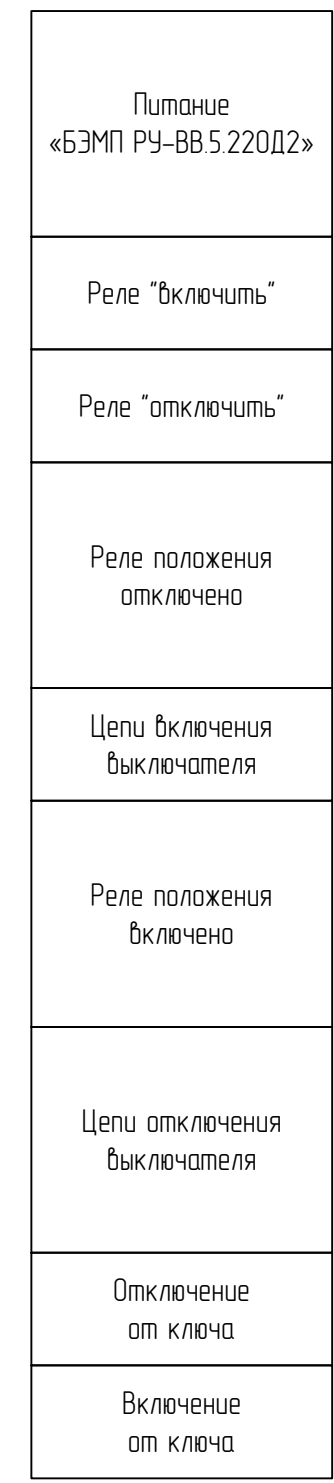 Питание
«БЭМП РУ-ВВ.5.220Д2»
Реле "включить"
Реле "отключить"
Реле положения
отключено
Цепи включения
выключателя
Реле положения
включено
Цепи отключения
выключателя
Отключение
от ключа
Включение
от ключа